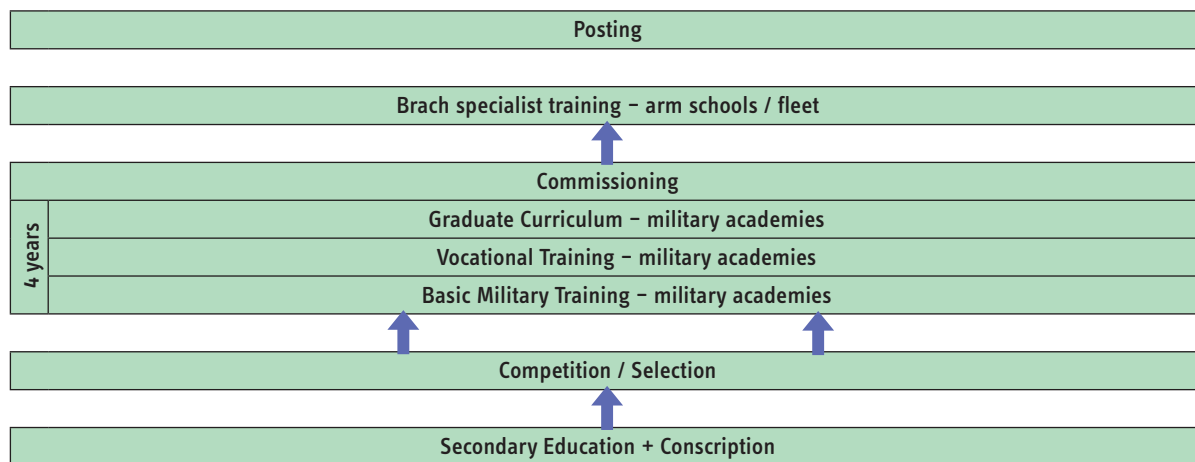 Posting
Brach specialist training – arm schools / fleet
Commissioning
4 years
Graduate Curriculum – military academies
Vocational Training – military academies
Basic Military Training – military academies
Competition / Selection
Secondary Education + Conscription